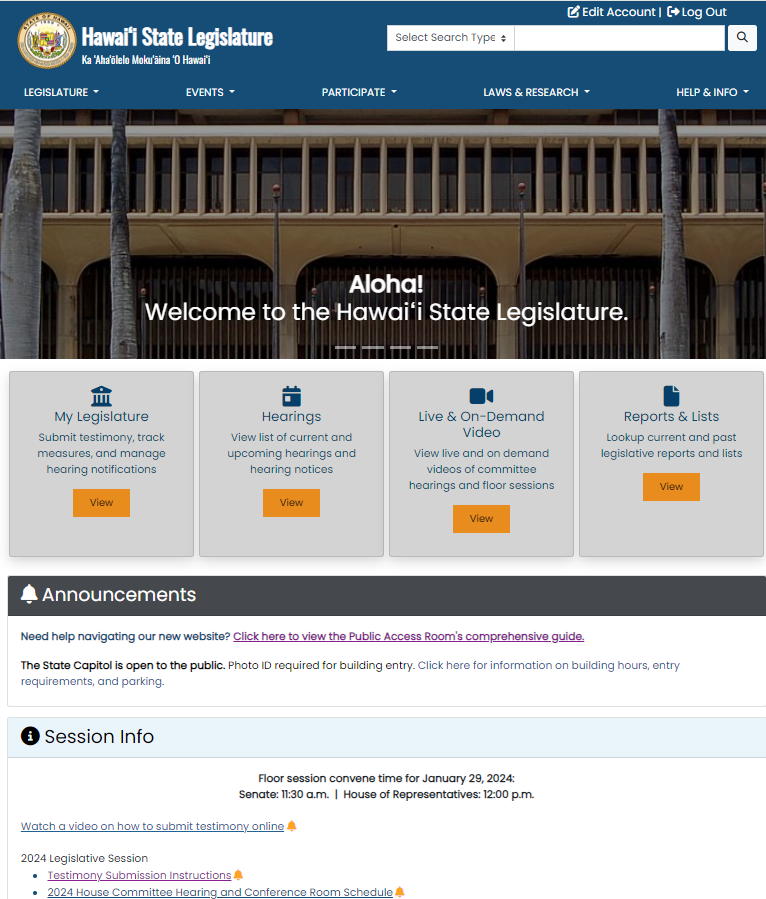 Edit Account | Log Out
Hawaiʻi State Legislature
Ka ʻAhaʻōlelo Mokuʻāina ʻO Hawaiʻi
Select Search Type
LEGISLATURE
EVENTS
PARTICIPATE
LAWS & RESEARCH
HELP & INFO
Aloha!
Welcome to the Hawaiʻi State Legislature.
My Legislature
Submit testimony, track
measures, and manage
hearing notifications
View
Hearings
View list of current and
upcoming hearings and
hearing notices
View
Live & On-Demand
Video
View live and on demand
videos of committee
hearings and floor sessions
View
Reports & Lists
Lookup current and past
legislative reports and lists
View
Announcements
Need help navigating our new website? Click here to view the Public Access Room's comprehensive guide.
The State Capitol is open to the public. Photo ID required for building entry. Click here for information on building hours, entry
requirements, and parking.
Session Info
Floor session convene time for January 29, 2024:
Senate: 11:30 a.m. | House of Representatives: 12:00 p.m.
Watch a video on how to submit testimony online
2024 Legislative Session
Testimony Submission Instructions
2024 House Committee Hearing and Conference Room Schedule